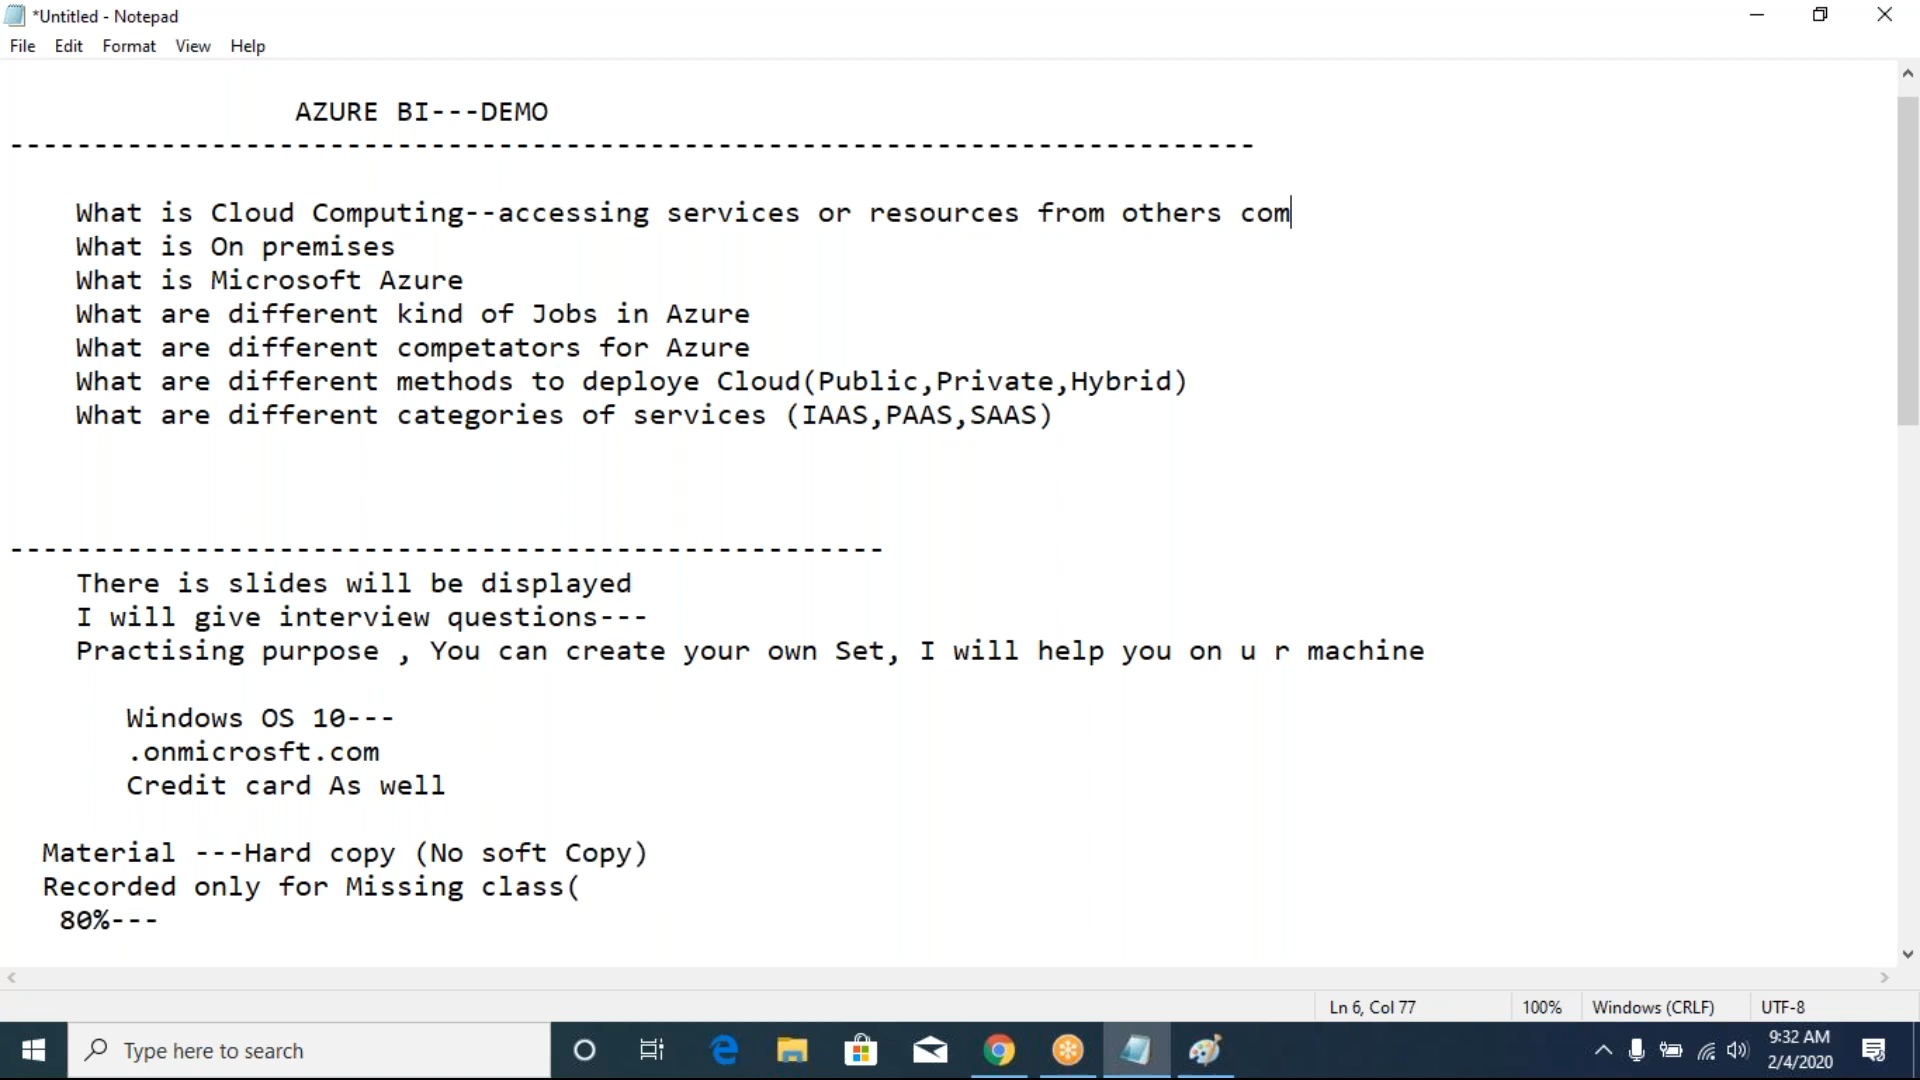 *Untitled - Notepad
File Edit Format View Help
AZURE BI---DEMO
--------------------------------------------------------------------------
What is Cloud Computing--accessing services or resources from others com
What is On premises
What is Microsoft Azure
What are different kind of Jobs in Azure
What are different competators for Azure
What are different methods to deploye Cloud(Public,Private,Hybrid)
What are different categories of services (IAAS,PAAS,SAAS)
----------------------------------------------------
There is slides will be displayed
I will give interview questions---
Practising purpose , You can create your own Set, I will help you on u r machine
Windows OS 10---
.onmicrosft.com
Credit card As well
Material ---Hard copy (No soft Copy)
Recorded only for Missing class(
80%---
Ln 6, Col 77 100% Windows (CRLF) UTF-8
Type here to search
9:32 AM
2/4/2020